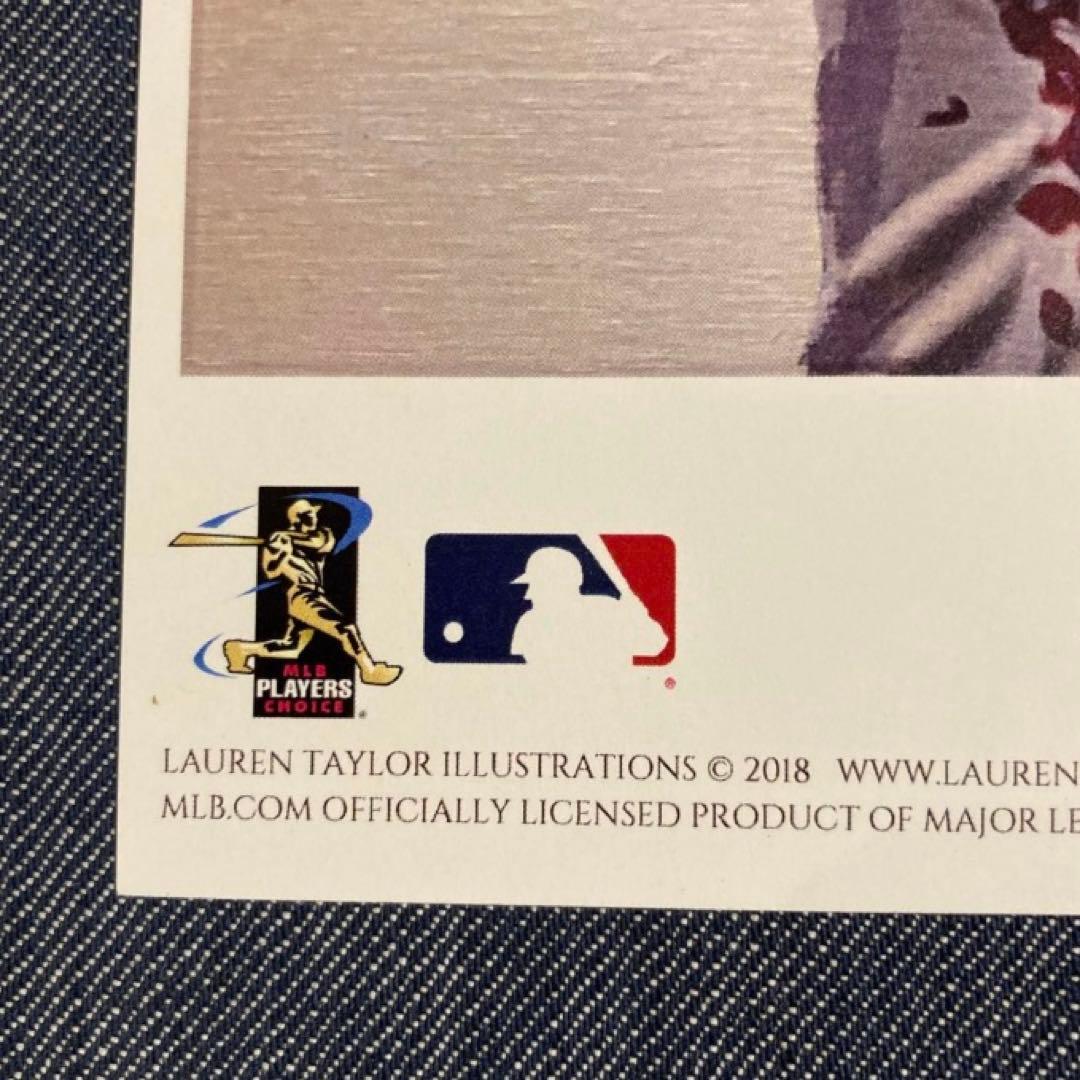 MLB
PLAYERS
CHOICE
LAUREN TAYLOR ILLUSTRATIONS © 2018 WWW.LAUREN
MLB.COM OFFICIALLY LICENSED PRODUCT OF MAJOR LE